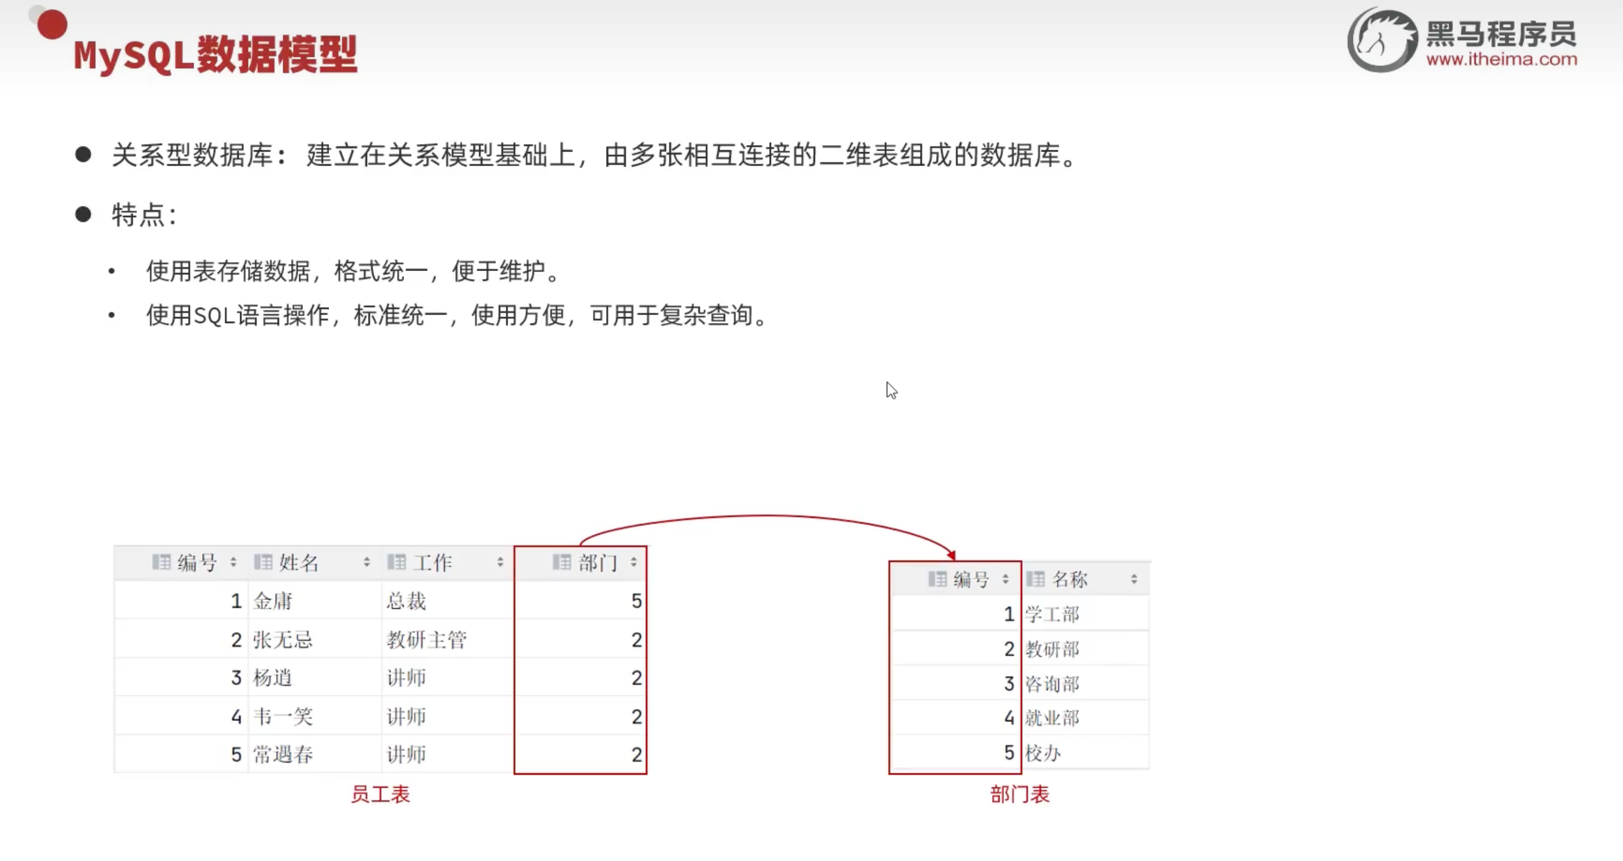 MySQL数据模型
黑马程序员
www.itheima.com
关系型数据库：建立在关系模型基础上，由多张相互连接的二维表组成的数据库。
特点：
使用表存储数据，格式统一，便于维护。
使用SQL语言操作，标准统一，使用方便，可用于复杂查询。
编号 姓名 工作 部门
1 金庸 总裁 5
2 张无忌 教研主管 2
3 杨逍 讲师 2
4 韦一笑 讲师 2
5 常遇春 讲师 2
员工表
编号 名称
1 学工部
2 教研部
3 咨询部
4 就业部
5 校办
部门表